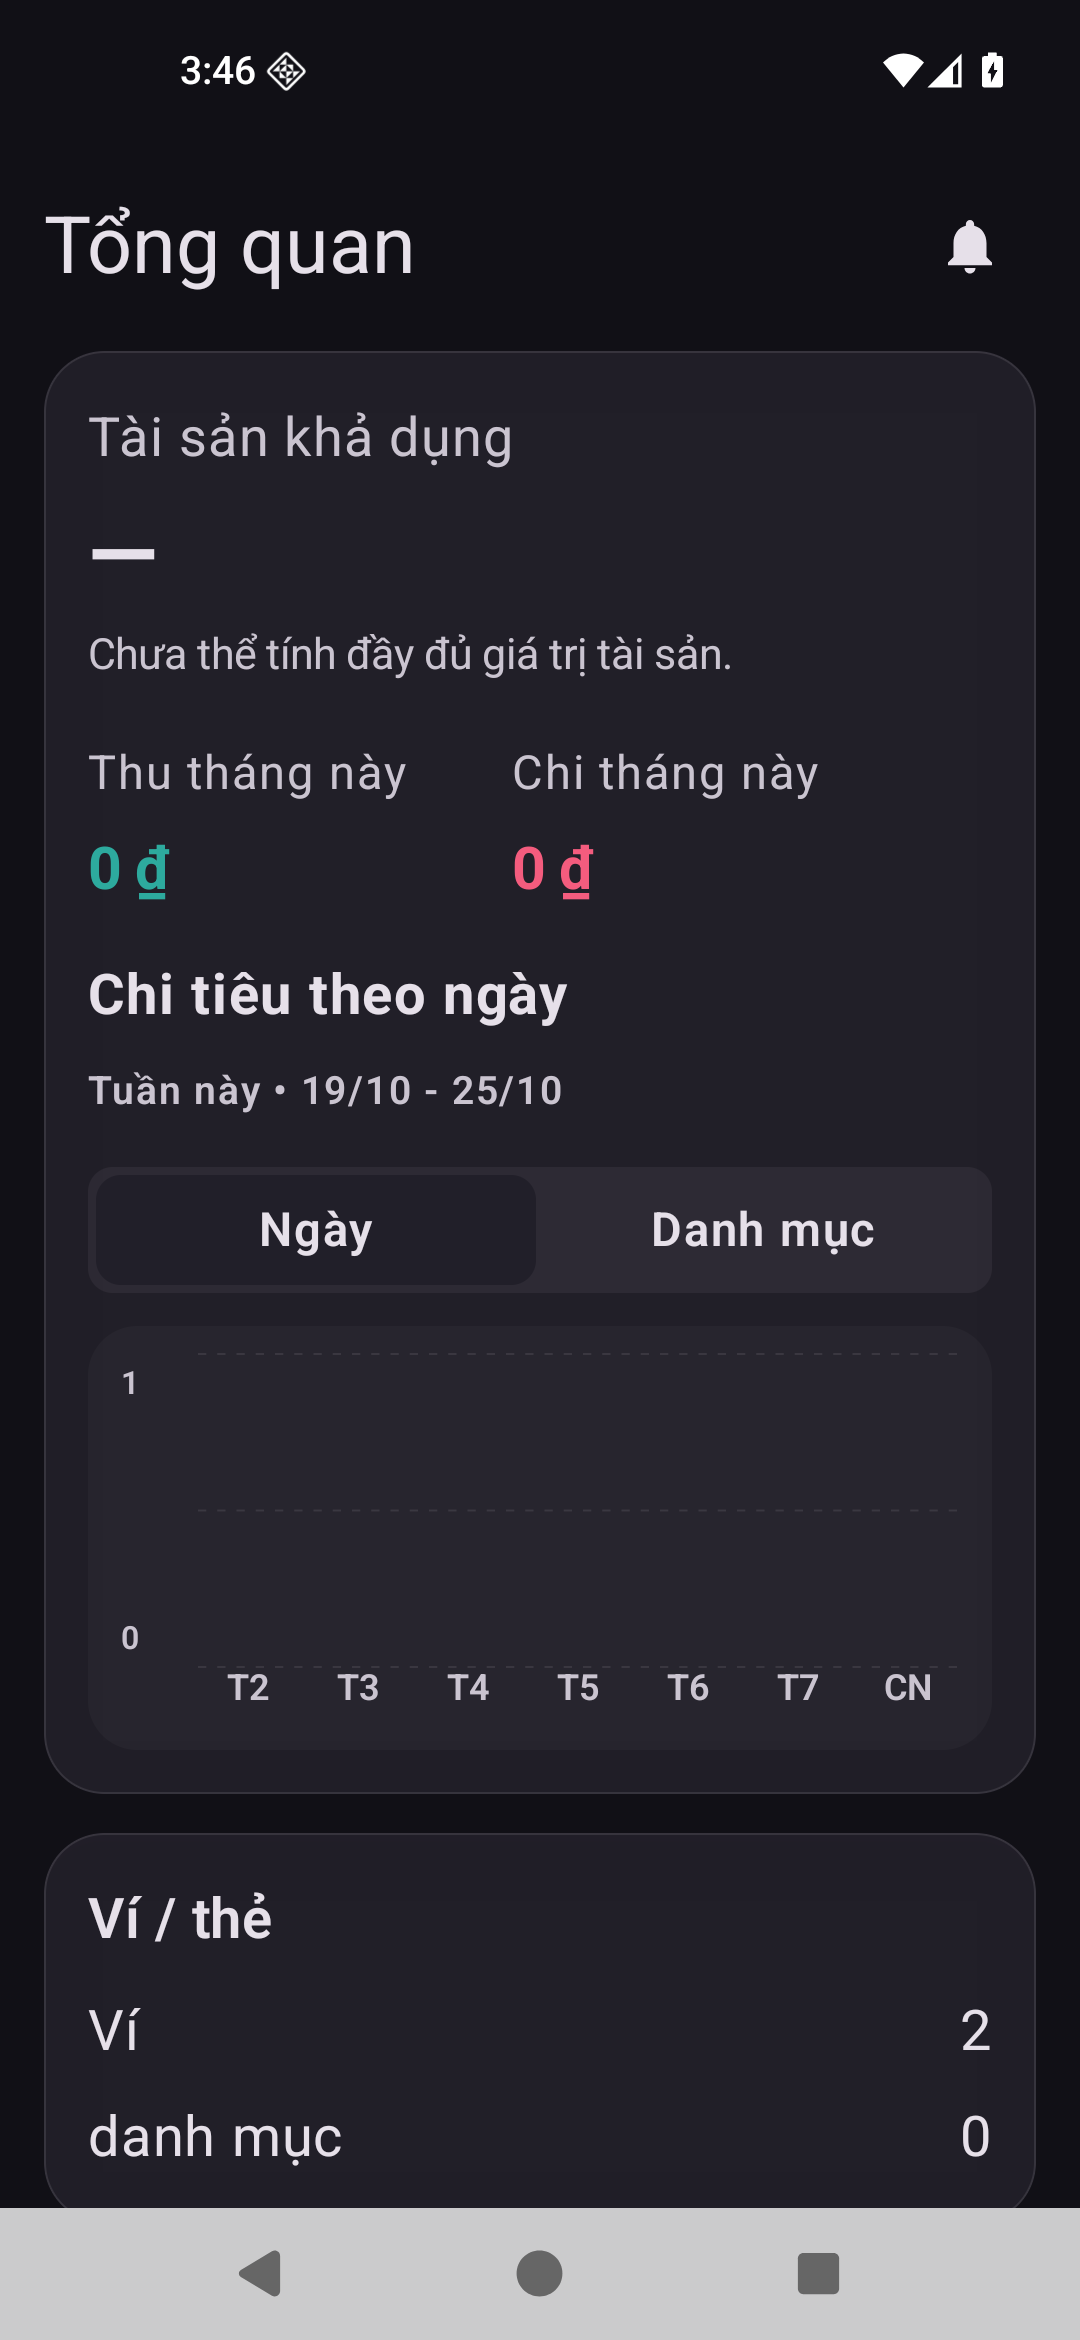 3:46
Tổng quan
Tài sản khả dụng
—
Chưa thể tính đầy đủ giá trị tài sản.
Thu tháng này Chi tháng này
0 ₫ 0 ₫
Chi tiêu theo ngày
Tuần này • 19/10 - 25/10
Ngày Danh mục
1
0
T2 T3 T4 T5 T6 T7 CN
Ví / thẻ
Ví 2
danh mục 0